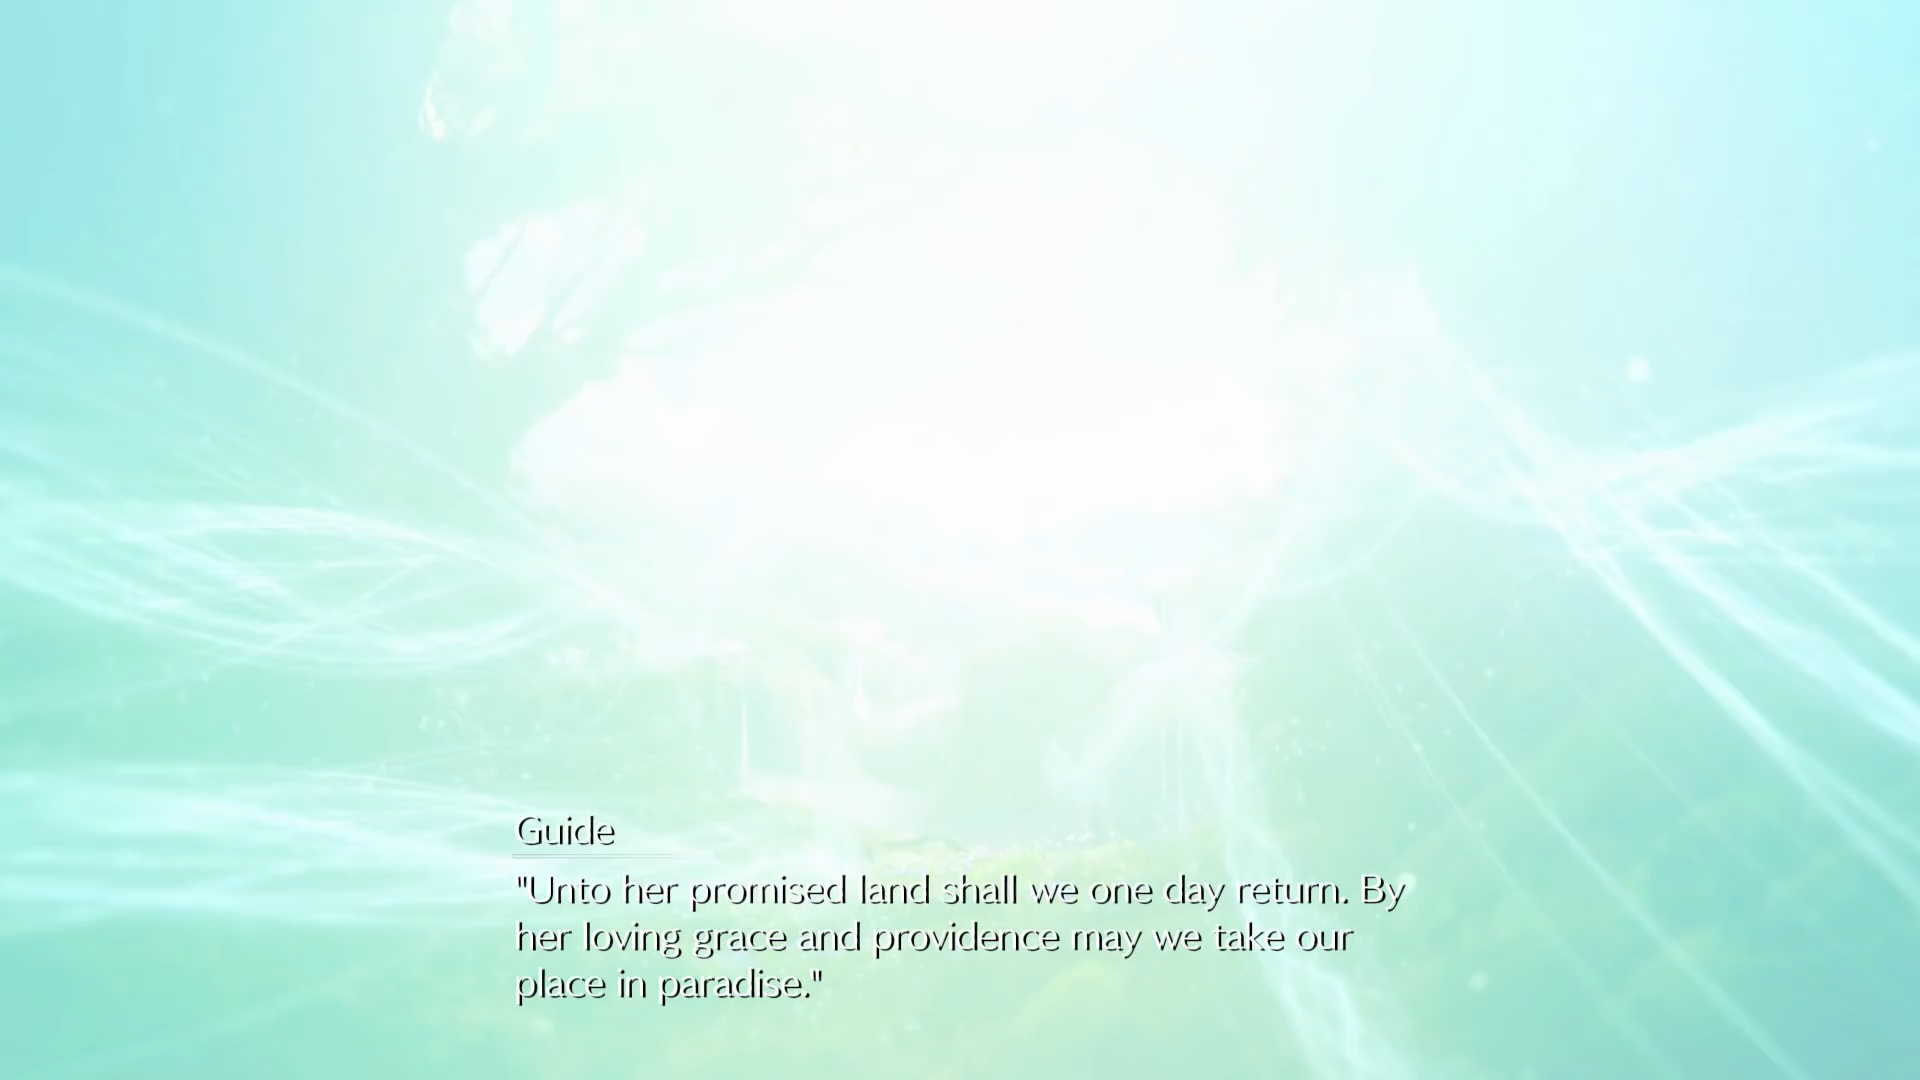 Guide
"Unto her promised land shall we one day return. By
her loving grace and providence may we take our
place in paradise."